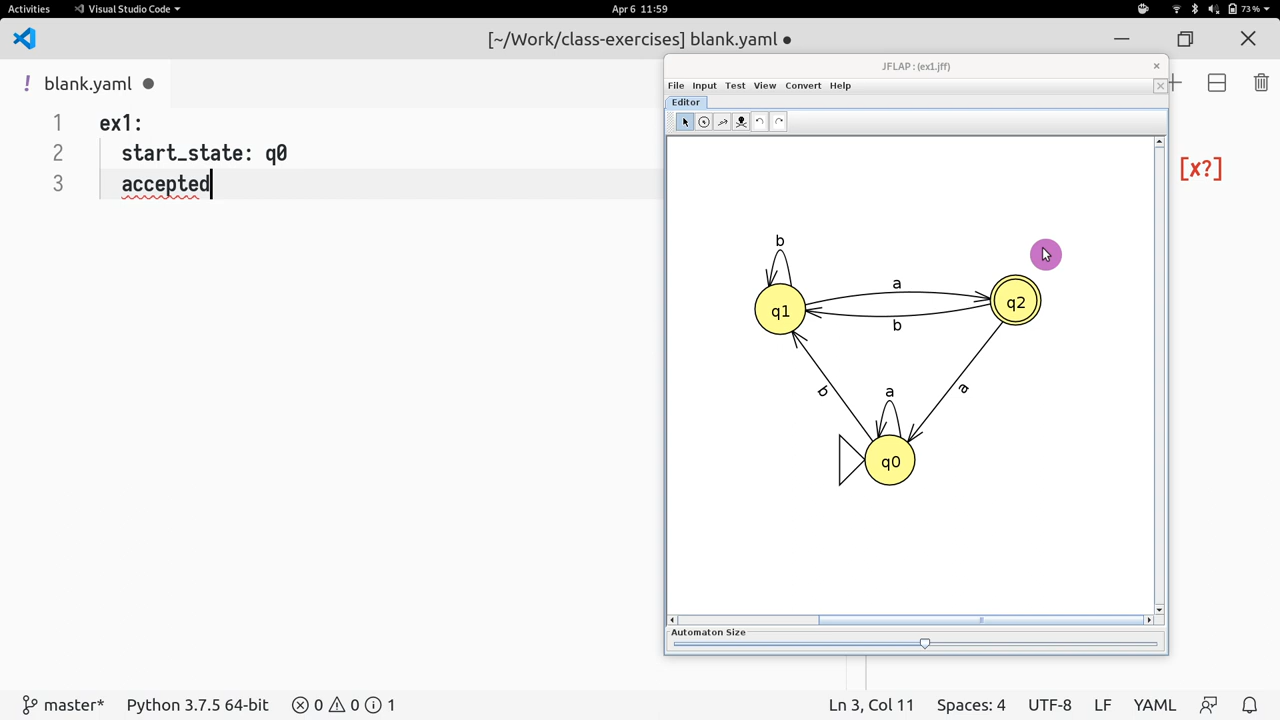 Activities Visual Studio Code Apr 6 11:59 73%
[~/Work/class-exercises] blank.yaml ●
! blank.yaml ●
1 ex1:
2 start_state: q0
3 accepted
[x?]
JFLAP : (ex1.jff)
File Input Test View Convert Help
Editor
b
q1
a
b
q2
b
a
a
q0
Automaton Size
master* Python 3.7.5 64-bit 0 0 1 Ln 3, Col 11 Spaces: 4 UTF-8 LF YAML